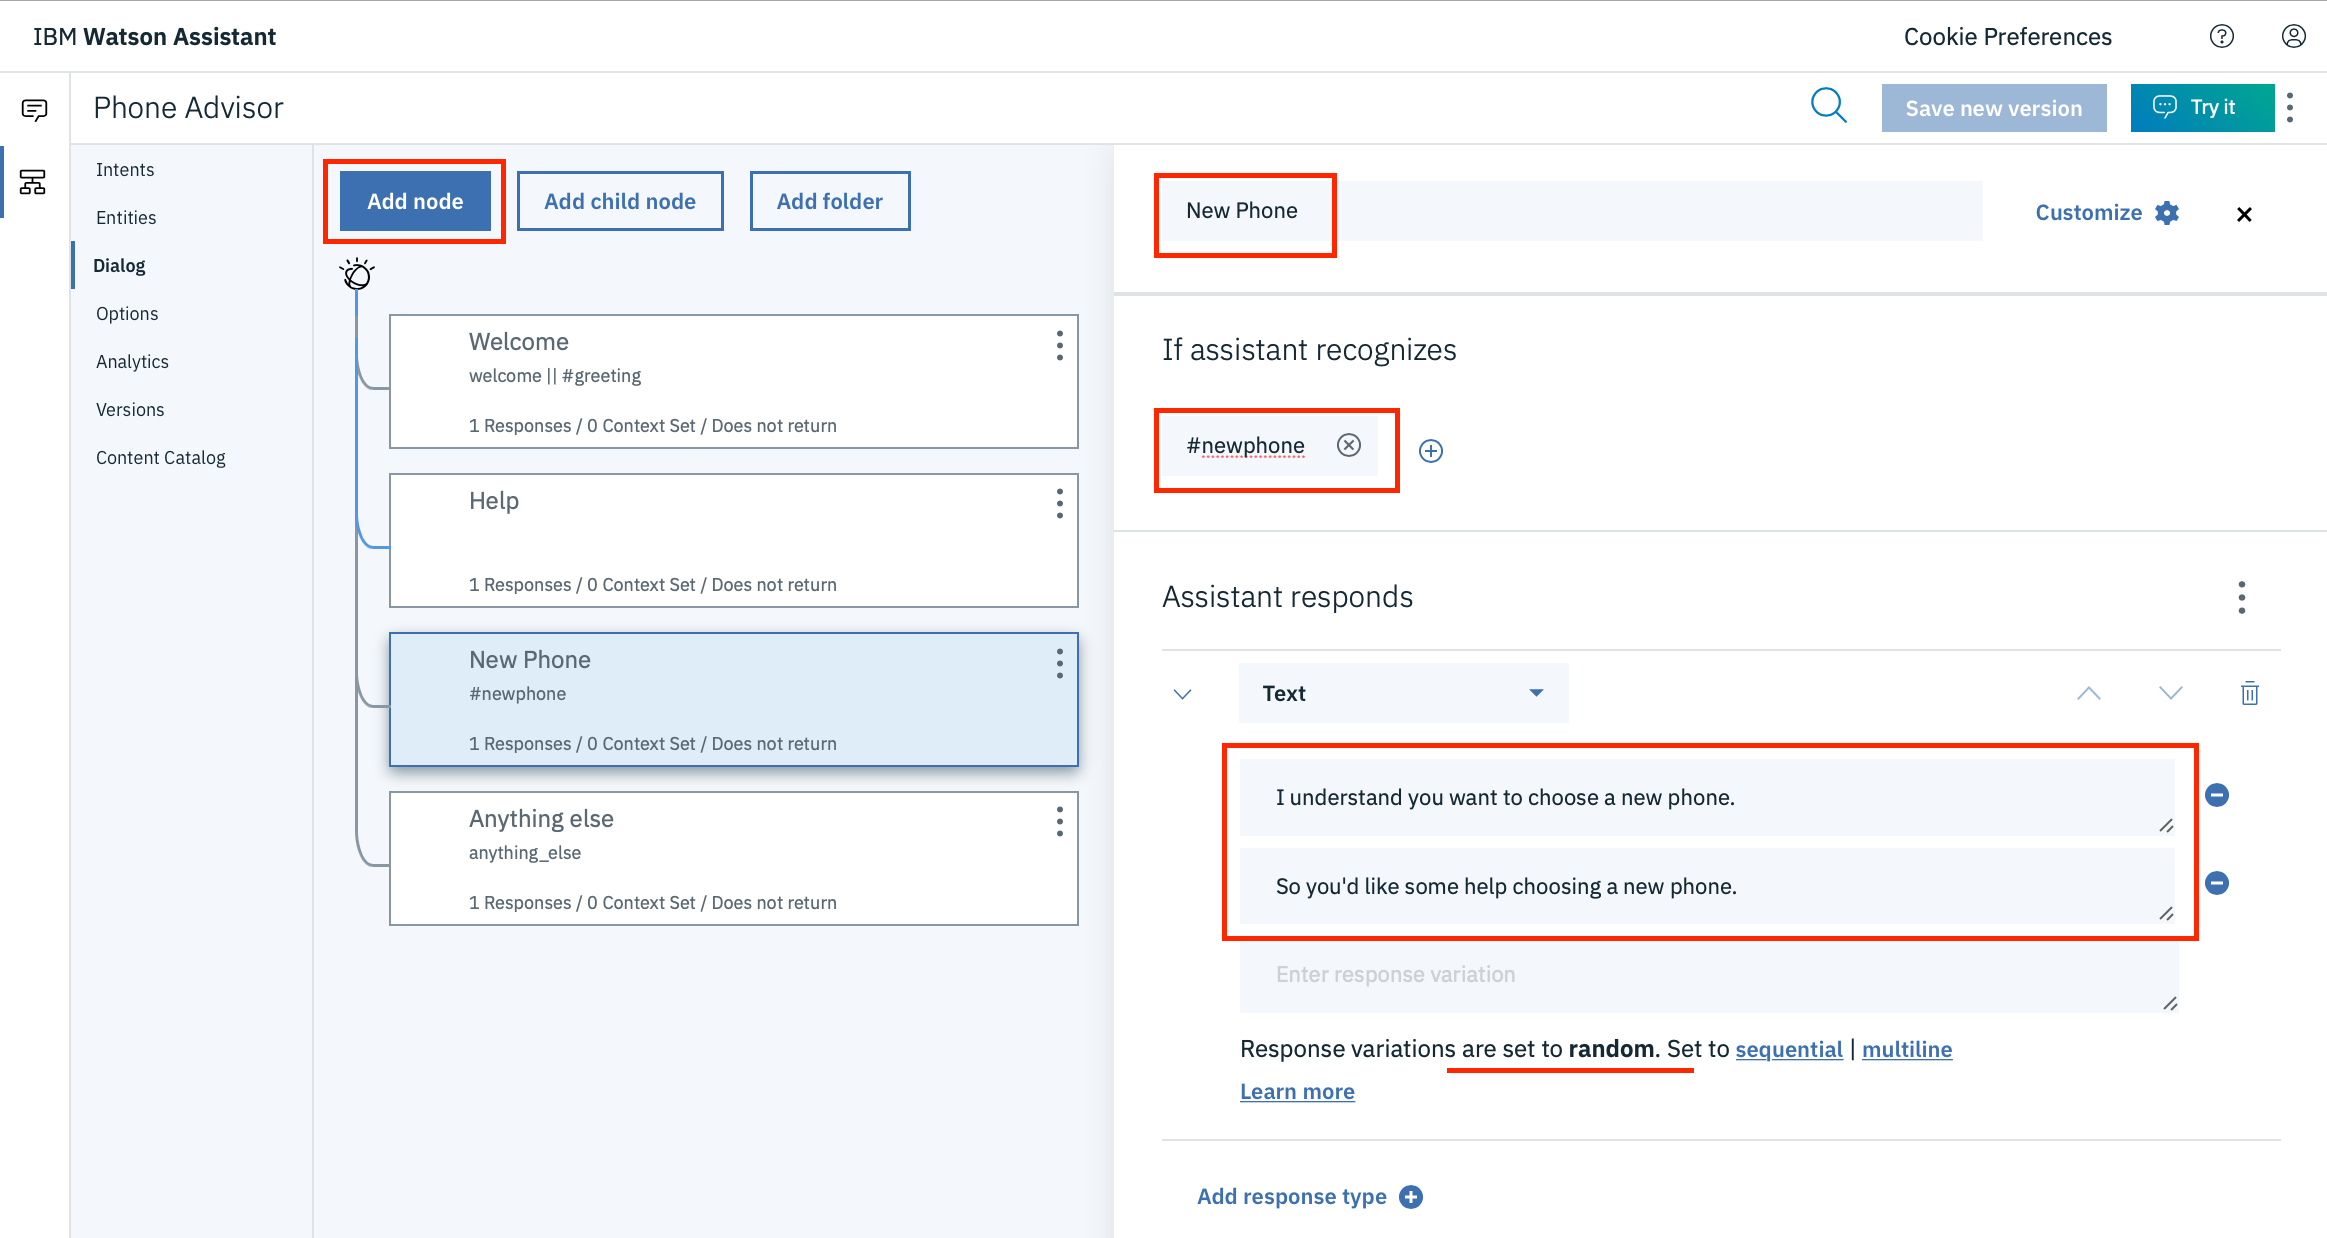 IBM Watson Assistant
Cookie Preferences
Phone Advisor
Save new version
Try it
Intents
Entities
Dialog
Options
Analytics
Versions
Content Catalog
Add node
Add child node
Add folder
Welcome
welcome || #greeting
1 Responses / 0 Context Set / Does not return
Help
1 Responses / 0 Context Set / Does not return
New Phone
#newphone
1 Responses / 0 Context Set / Does not return
Anything else
anything_else
1 Responses / 0 Context Set / Does not return
New Phone
Customize
If assistant recognizes
#newphone
Assistant responds
Text
I understand you want to choose a new phone.
So you'd like some help choosing a new phone.
Enter response variation
Response variations are set to random. Set to sequential | multiline
Learn more
Add response type